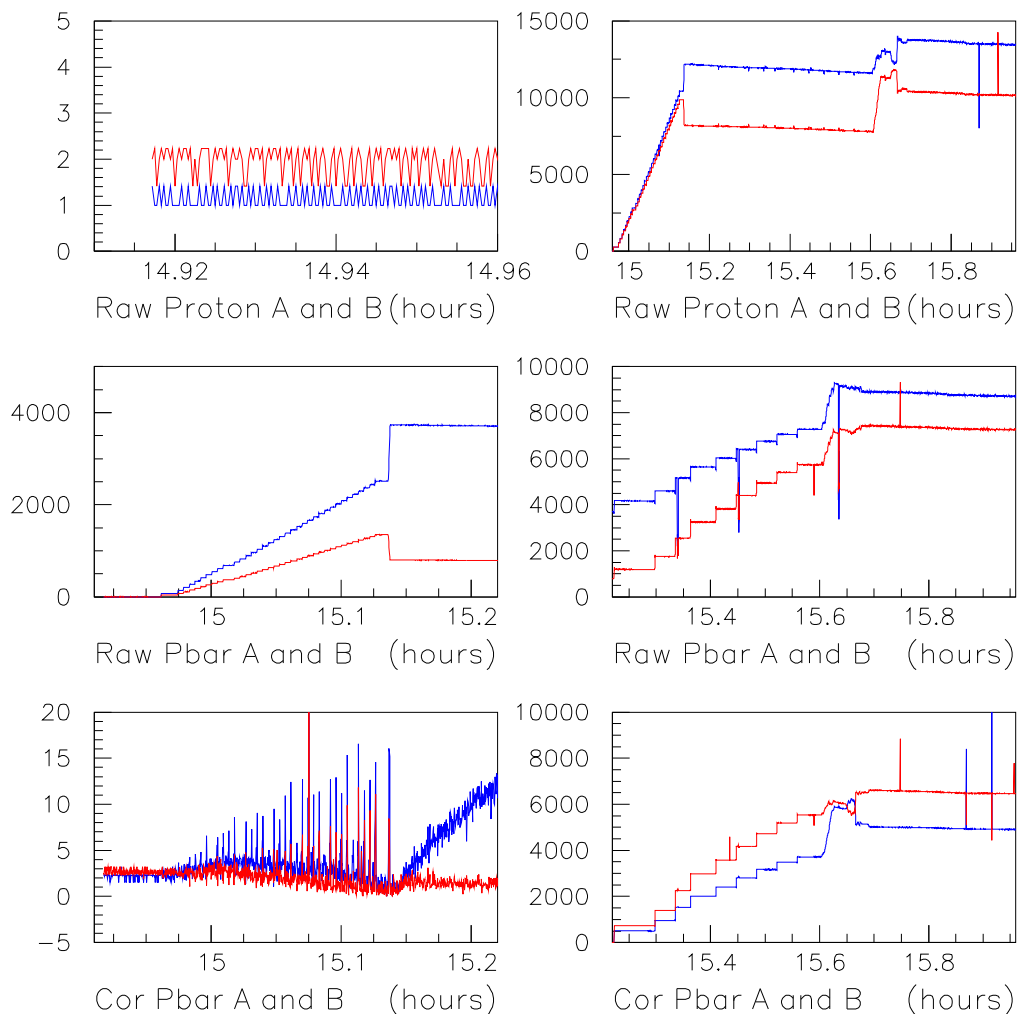 5
4
3
2
1
0
14.92 14.94 14.96
Raw Proton A and B (hours)
15000
10000
5000
0
15 15.2 15.4 15.6 15.8
Raw Proton A and B (hours)
4000
2000
0
15 15.1 15.2
Raw Pbar A and B (hours)
10000
8000
6000
4000
2000
0
15.4 15.6 15.8
Raw Pbar A and B (hours)
20
15
10
5
0
−5
15 15.1 15.2
Cor Pbar A and B (hours)
10000
8000
6000
4000
2000
0
15.4 15.6 15.8
Cor Pbar A and B (hours)